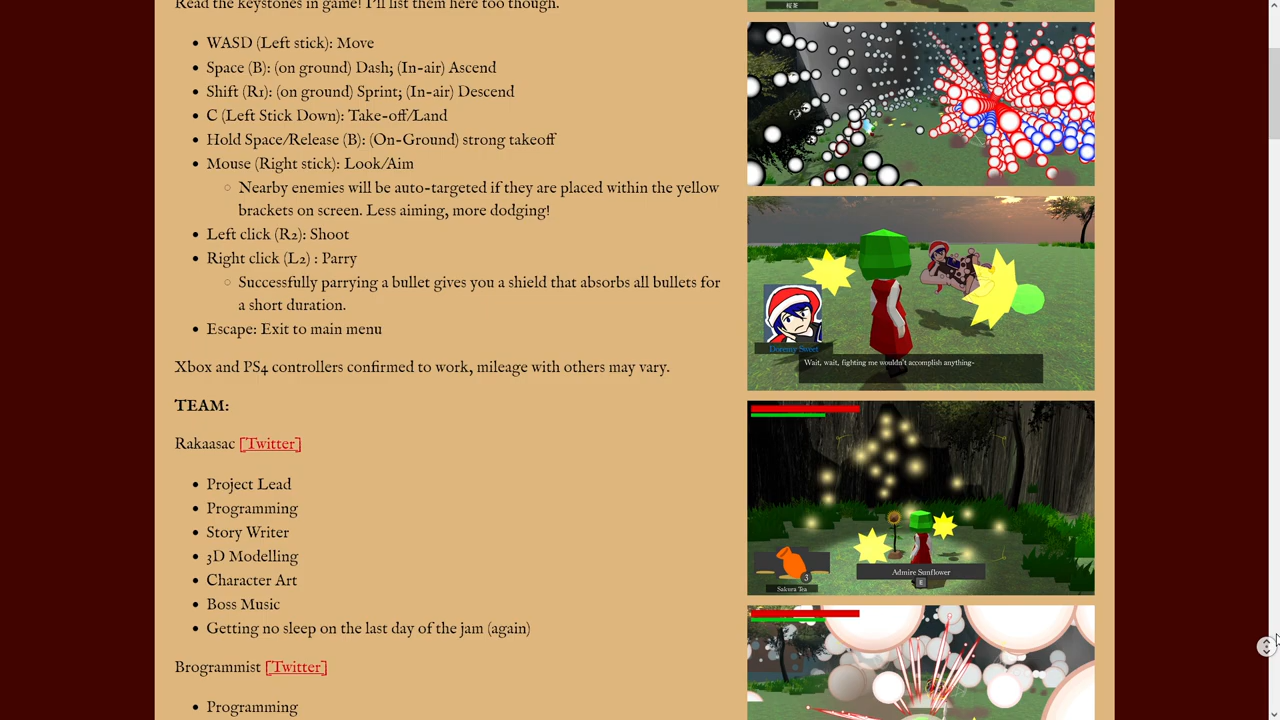 Read the keystones in game! I'll list them here too though.
WASD (Left stick): Move
Space (B): (on ground) Dash; (In-air) Ascend
Shift (R1): (on ground) Sprint; (In-air) Descend
C (Left Stick Down): Take-off/Land
Hold Space/Release (B): (On-Ground) strong takeoff
Mouse (Right stick): Look/Aim
Nearby enemies will be auto-targeted if they are placed within the yellow
brackets on screen. Less aiming, more dodging!
Left click (R2): Shoot
Right click (L2) : Parry
Successfully parrying a bullet gives you a shield that absorbs all bullets for
a short duration.
Escape: Exit to main menu
Xbox and PS4 controllers confirmed to work, mileage with others may vary.
TEAM:
Rakaasac [Twitter]
Project Lead
Programming
Story Writer
3D Modelling
Character Art
Boss Music
Getting no sleep on the last day of the jam (again)
Brogrammist [Twitter]
Programming
Doremy Sweet
Wait, wait, fighting me wouldn't accomplish anything-
3
Sakura Tea
Admire Sunflower
E